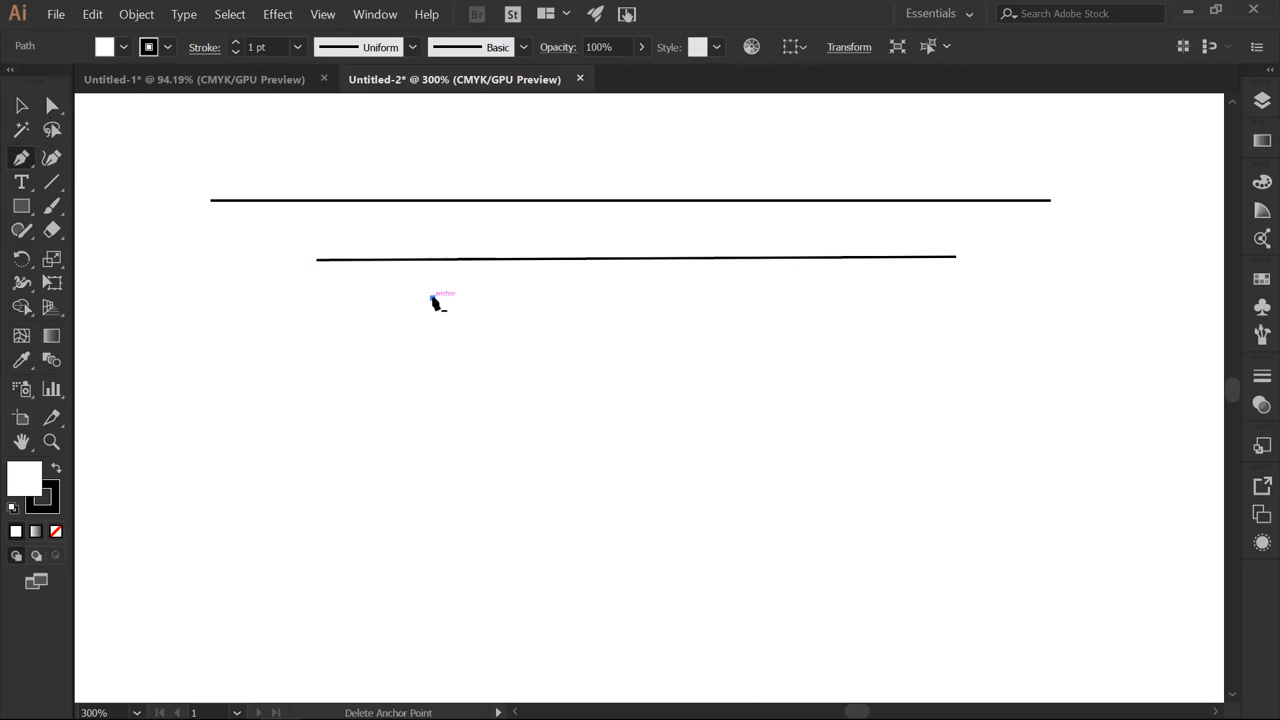 Ai File Edit Object Type Select Effect View Window Help Br St Essentials Search Adobe Stock
Path Stroke: 1 pt Uniform Basic Opacity: 100% Style: Transform
Untitled-1* @ 94.19% (CMYK/GPU Preview) Untitled-2* @ 300% (CMYK/GPU Preview)
anchor
300% 1 Delete Anchor Point